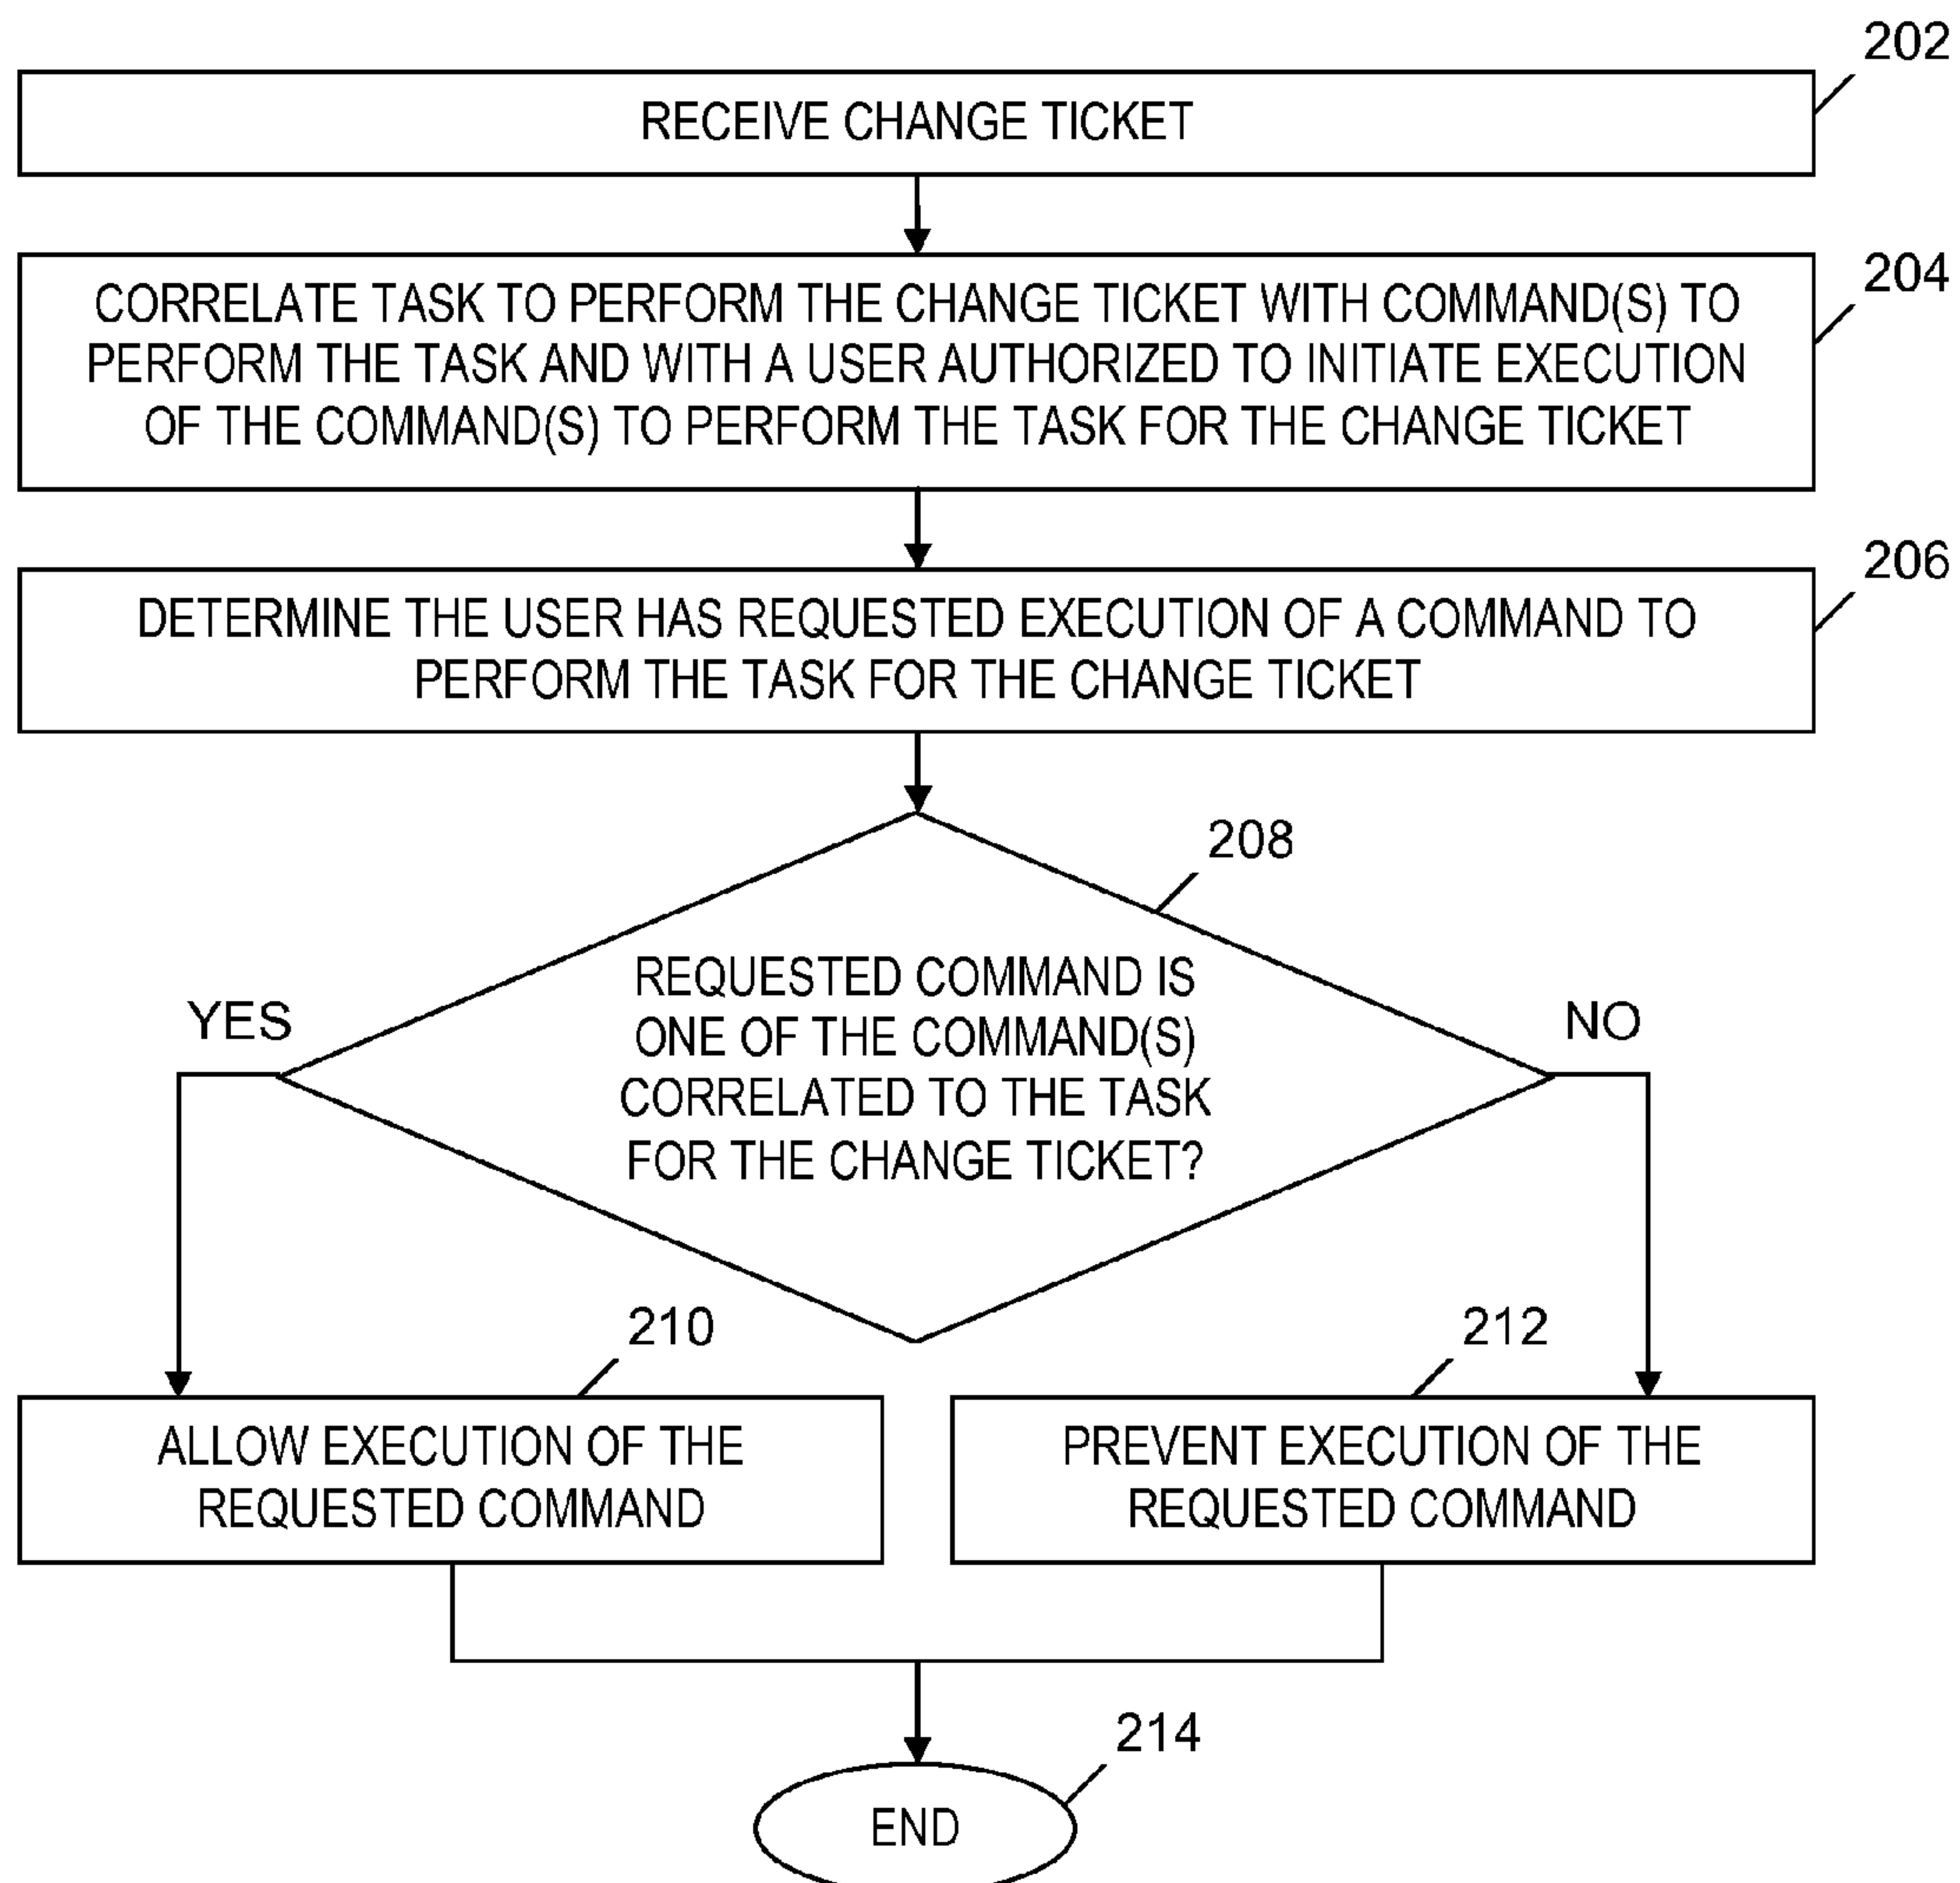 202
RECEIVE CHANGE TICKET
204
CORRELATE TASK TO PERFORM THE CHANGE TICKET WITH COMMAND(S) TO
PERFORM THE TASK AND WITH A USER AUTHORIZED TO INITIATE EXECUTION
OF THE COMMAND(S) TO PERFORM THE TASK FOR THE CHANGE TICKET
206
DETERMINE THE USER HAS REQUESTED EXECUTION OF A COMMAND TO
PERFORM THE TASK FOR THE CHANGE TICKET
208
REQUESTED COMMAND IS
ONE OF THE COMMAND(S)
CORRELATED TO THE TASK
FOR THE CHANGE TICKET?
YES
NO
210
ALLOW EXECUTION OF THE
REQUESTED COMMAND
212
PREVENT EXECUTION OF THE
REQUESTED COMMAND
214
END